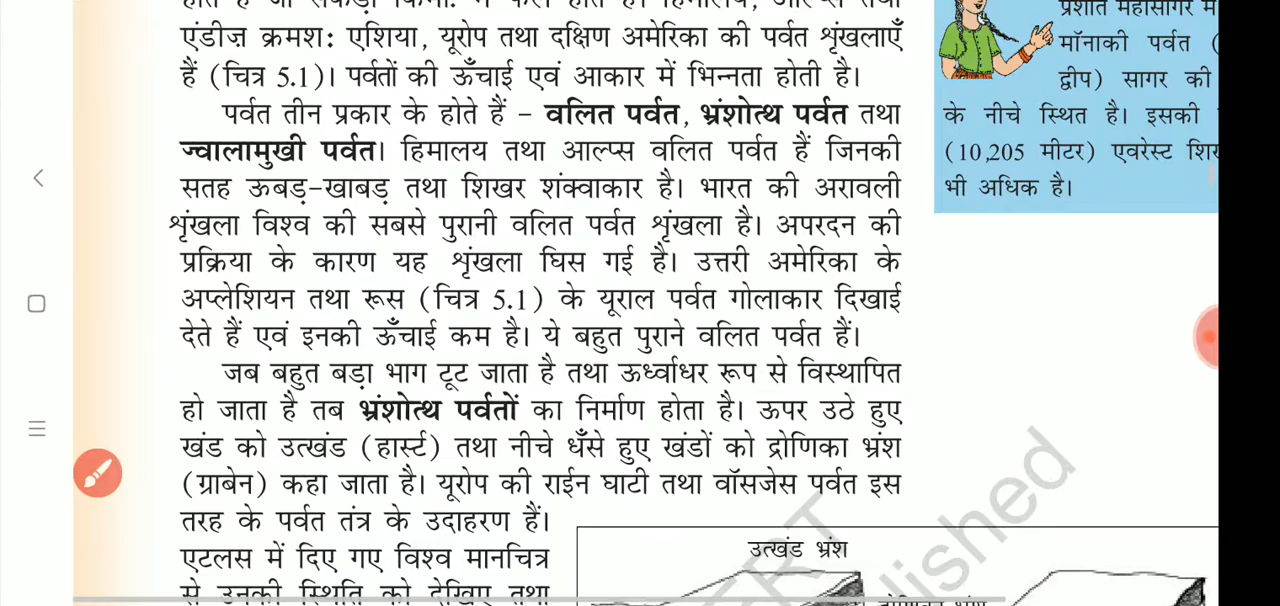 एंडीज़ क्रमश: एशिया, यूरोप तथा दक्षिण अमेरिका की पर्वत शृंखलाएँ
हैं (चित्र 5.1)। पर्वतों की ऊँचाई एवं आकार में भिन्नता होती है।
पर्वत तीन प्रकार के होते हैं – वलित पर्वत, भ्रंशोत्थ पर्वत तथा
ज्वालामुखी पर्वत। हिमालय तथा आल्प्स वलित पर्वत हैं जिनकी
सतह ऊबड़-खाबड़ तथा शिखर शंक्वाकार है। भारत की अरावली
शृंखला विश्व की सबसे पुरानी वलित पर्वत शृंखला है। अपरदन की
प्रक्रिया के कारण यह शृंखला घिस गई है। उत्तरी अमेरिका के
अप्लेशियन तथा रूस (चित्र 5.1) के यूराल पर्वत गोलाकार दिखाई
देते हैं एवं इनकी ऊँचाई कम है। ये बहुत पुराने वलित पर्वत हैं।
जब बहुत बड़ा भाग टूट जाता है तथा ऊर्ध्वाधर रूप से विस्थापित
हो जाता है तब भ्रंशोत्थ पर्वतों का निर्माण होता है। ऊपर उठे हुए
खंड को उत्खंड (हार्स्ट) तथा नीचे धँसे हुए खंडों को द्रोणिका भ्रंश
(ग्राबेन) कहा जाता है। यूरोप की राईन घाटी तथा वॉसजेस पर्वत इस
तरह के पर्वत तंत्र के उदाहरण हैं।
एटलस में दिए गए विश्व मानचित्र
से उनकी स्थिति को देखिए तथा
प्रशांत महासागर में
मॉनाकी पर्वत (
द्वीप) सागर की
के नीचे स्थित है। इसकी
(10,205 मीटर) एवरेस्ट
भी अधिक है।
उत्खंड भ्रंश